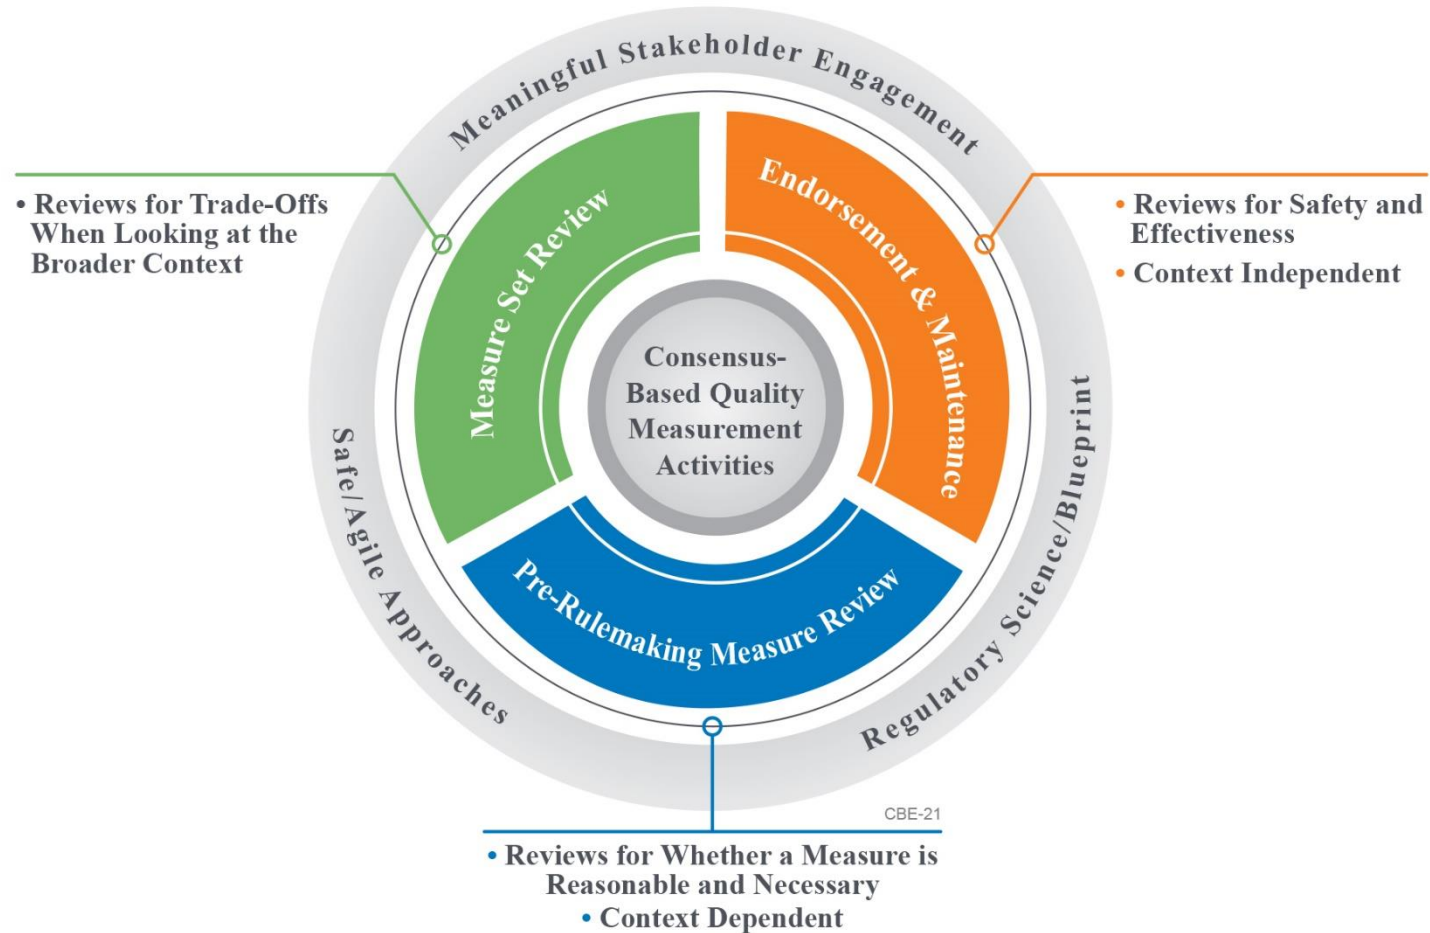 Meaningful Stakeholder Engagement
• Reviews for Trade-Offs
When Looking at the
Broader Context
Measure Set Review
Endorsement & Maintenance
• Reviews for Safety and
Effectiveness
• Context Independent
Consensus-
Based Quality
Measurement
Activities
Safe/Agile Approaches
Regulatory Science/Blueprint
Pre-Rulemaking Measure Review
CBE-21
• Reviews for Whether a Measure is
Reasonable and Necessary
• Context Dependent